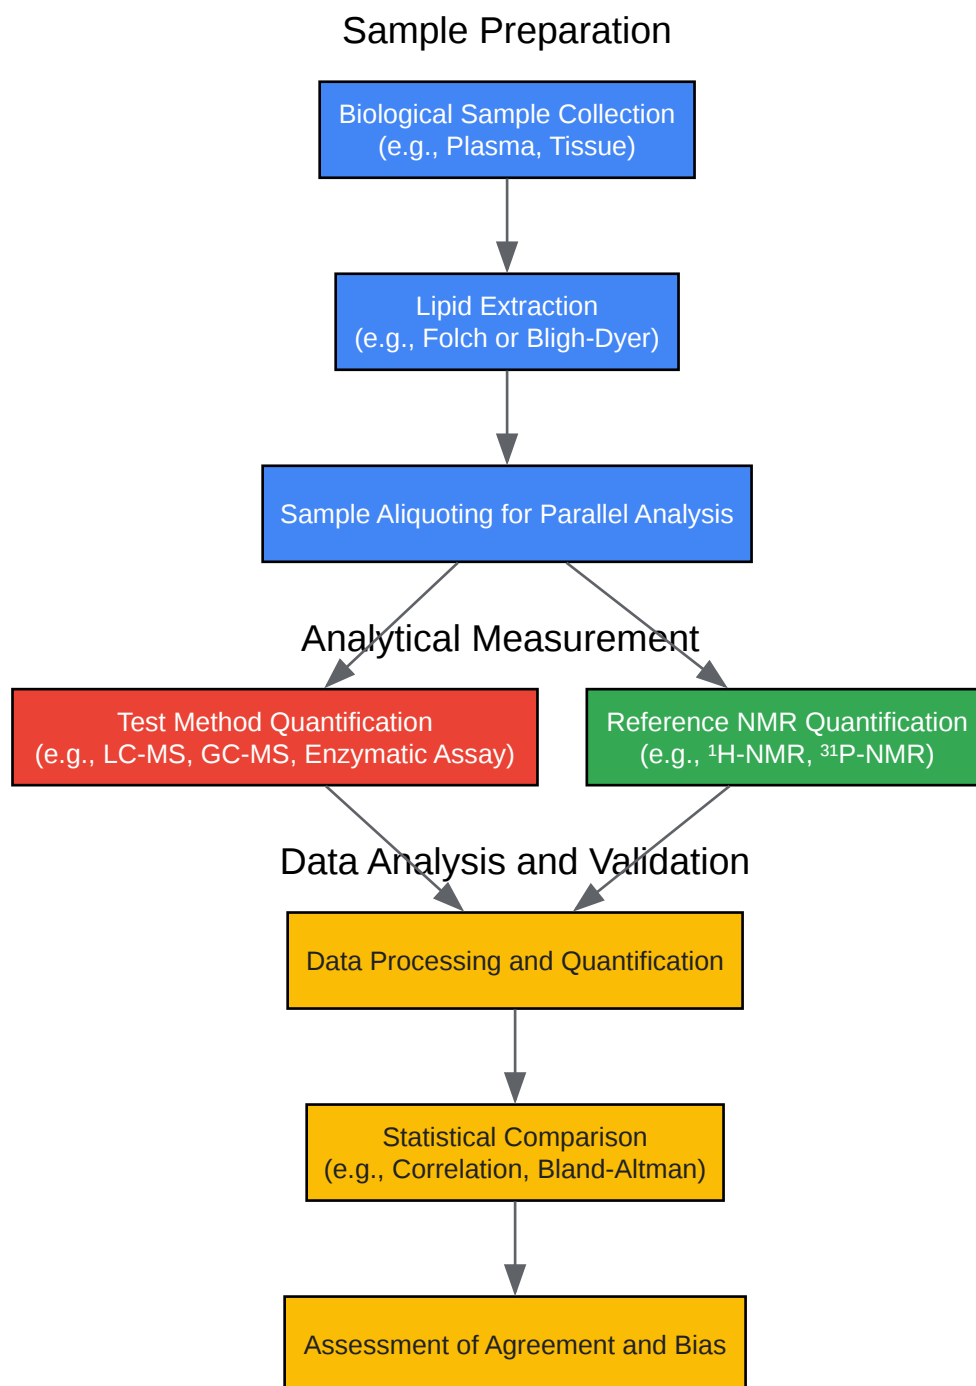 Sample Preparation
Biological Sample Collection
(e.g., Plasma, Tissue)
Lipid Extraction
(e.g., Folch or Bligh-Dyer)
Sample Aliquoting for Parallel Analysis
Analytical Measurement
Test Method Quantification
(e.g., LC-MS, GC-MS, Enzymatic Assay)
Reference NMR Quantification
(e.g., ¹H-NMR, ³¹P-NMR)
Data Analysis and Validation
Data Processing and Quantification
Statistical Comparison
(e.g., Correlation, Bland-Altman)
Assessment of Agreement and Bias